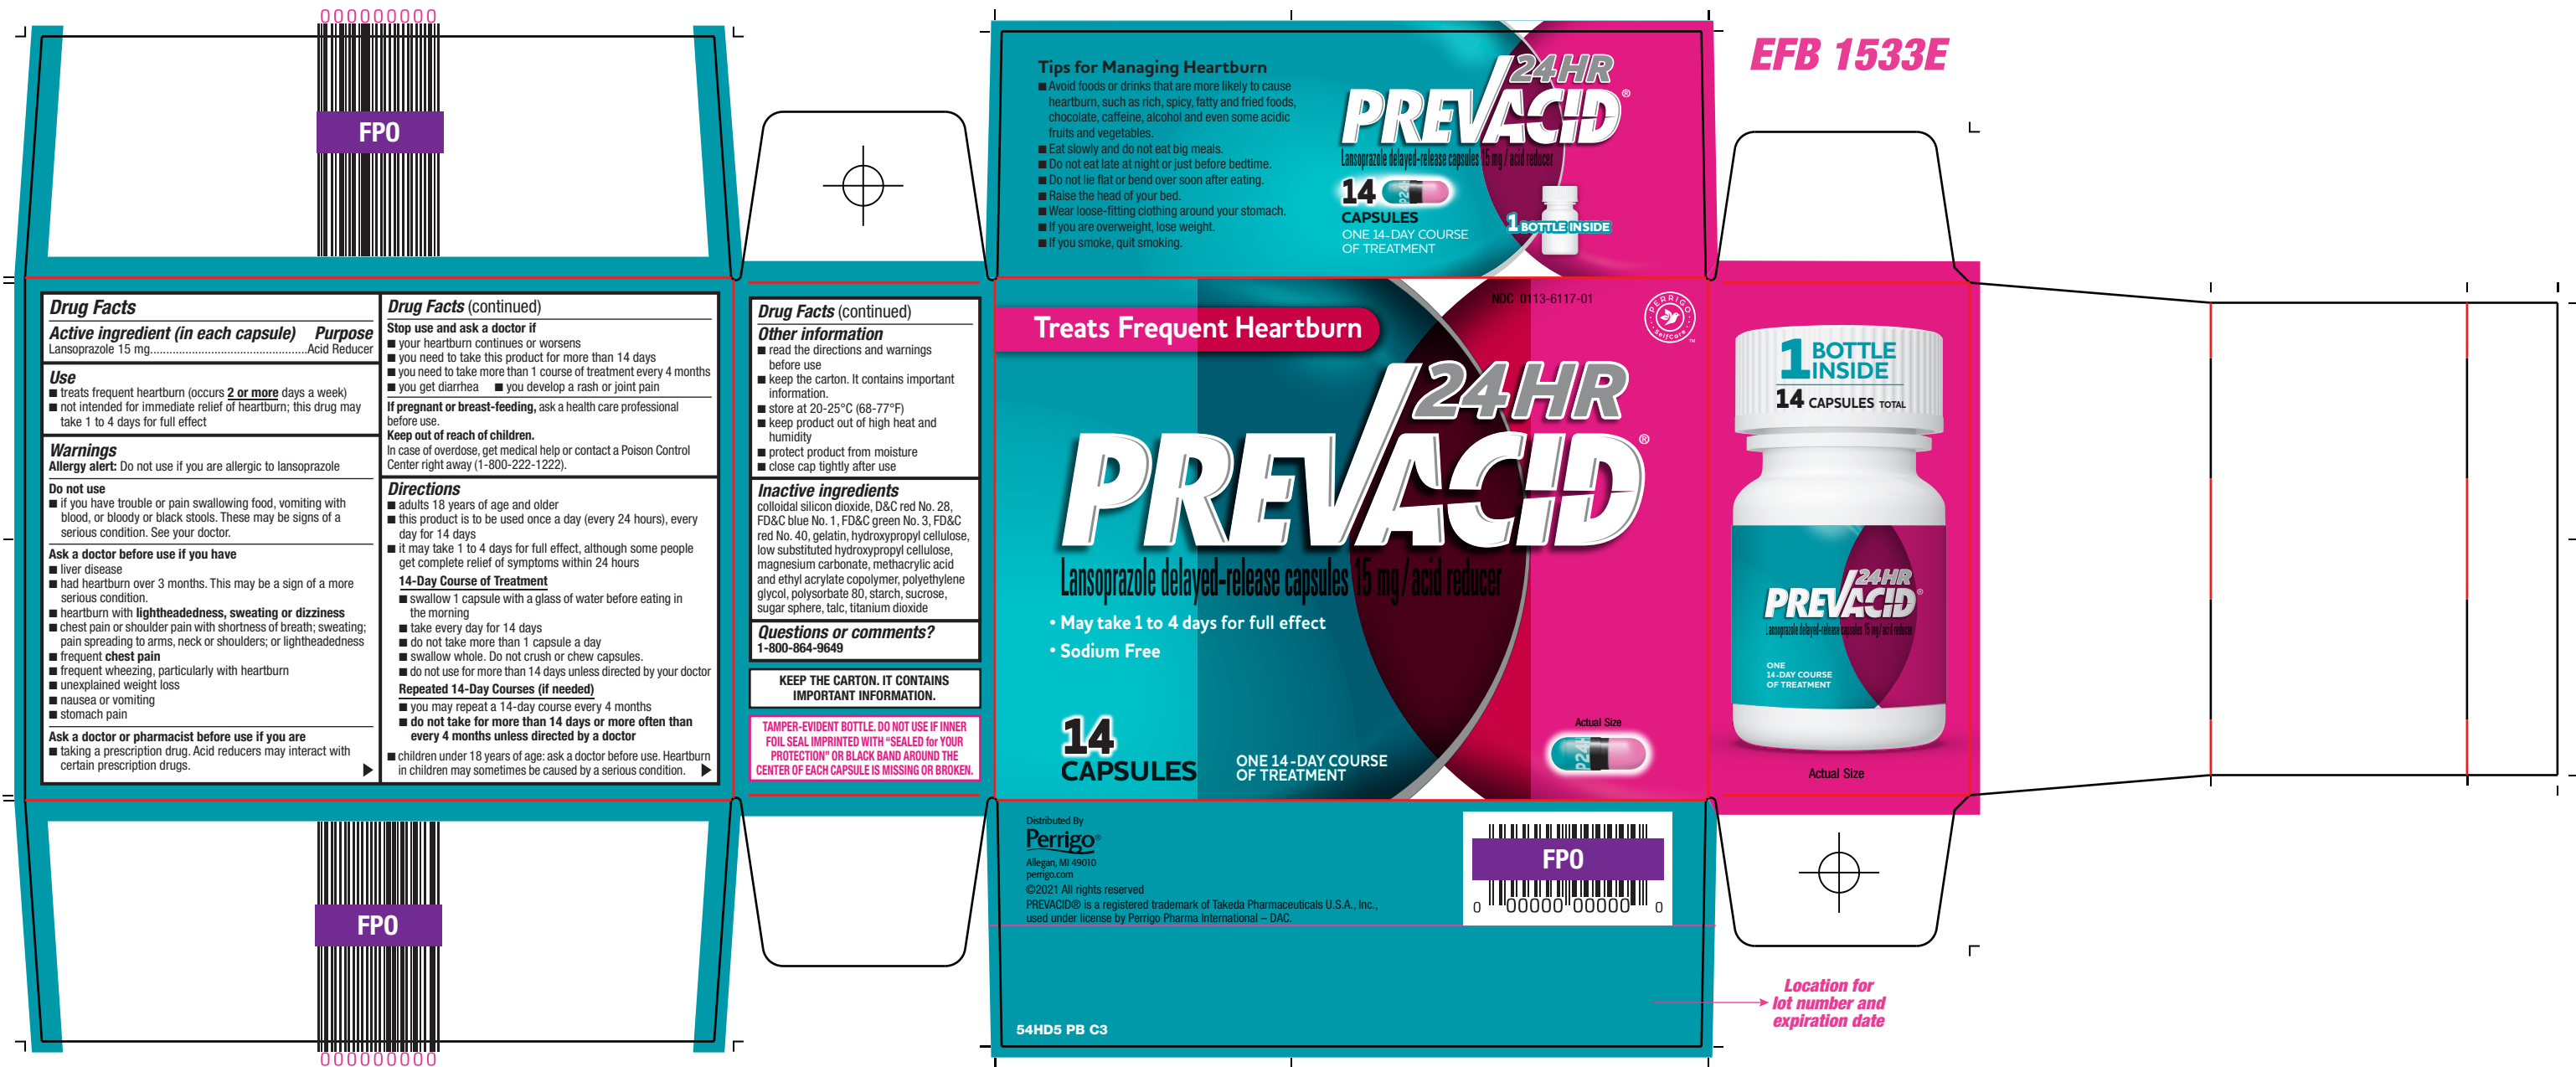 000000000
FPO
Drug Facts
Active ingredient (in each capsule) Purpose
Lansoprazole 15 mg.................................................Acid Reducer
Use
■ treats frequent heartburn (occurs 2 or more days a week)
■ not intended for immediate relief of heartburn; this drug may
take 1 to 4 days for full effect
Warnings
Allergy alert: Do not use if you are allergic to lansoprazole
Do not use
■ if you have trouble or pain swallowing food, vomiting with
blood, or bloody or black stools. These may be signs of a
serious condition. See your doctor.
Ask a doctor before use if you have
■ liver disease
■ had heartburn over 3 months. This may be a sign of a more
serious condition.
■ heartburn with lightheadedness, sweating or dizziness
■ chest pain or shoulder pain with shortness of breath; sweating;
pain spreading to arms, neck or shoulders; or lightheadedness
■ frequent chest pain
■ frequent wheezing, particularly with heartburn
■ unexplained weight loss
■ nausea or vomiting
■ stomach pain
Ask a doctor or pharmacist before use if you are
■ taking a prescription drug. Acid reducers may interact with
certain prescription drugs.
Drug Facts (continued)
Stop use and ask a doctor if
■ your heartburn continues or worsens
■ you need to take this product for more than 14 days
■ you need to take more than 1 course of treatment every 4 months
■ you get diarrhea ■ you develop a rash or joint pain
If pregnant or breast-feeding, ask a health care professional
before use.
Keep out of reach of children.
In case of overdose, get medical help or contact a Poison Control
Center right away (1-800-222-1222).
Directions
■ adults 18 years of age and older
■ this product is to be used once a day (every 24 hours), every
day for 14 days
■ it may take 1 to 4 days for full effect, although some people
get complete relief of symptoms within 24 hours
14-Day Course of Treatment
■ swallow 1 capsule with a glass of water before eating in
the morning
■ take every day for 14 days
■ do not take more than 1 capsule a day
■ swallow whole. Do not crush or chew capsules.
■ do not use for more than 14 days unless directed by your doctor
Repeated 14-Day Courses (if needed)
■ you may repeat a 14-day course every 4 months
■ do not take for more than 14 days or more often than
every 4 months unless directed by a doctor
■ children under 18 years of age: ask a doctor before use. Heartburn
in children may sometimes be caused by a serious condition.
FPO
000000000
Drug Facts (continued)
Other information
■ read the directions and warnings
before use
■ keep the carton. It contains important
information.
■ store at 20-25°C (68-77°F)
■ keep product out of high heat and
humidity
■ protect product from moisture
■ close cap tightly after use
Inactive ingredients
colloidal silicon dioxide, D&C red No. 28,
FD&C blue No. 1, FD&C green No. 3, FD&C
red No. 40, gelatin, hydroxypropyl cellulose,
low substituted hydroxypropyl cellulose,
magnesium carbonate, methacrylic acid
and ethyl acrylate copolymer, polyethylene
glycol, polysorbate 80, starch, sucrose,
sugar sphere, talc, titanium dioxide
Questions or comments?
1-800-864-9649
KEEP THE CARTON. IT CONTAINS
IMPORTANT INFORMATION.
TAMPER-EVIDENT BOTTLE. DO NOT USE IF INNER
FOIL SEAL IMPRINTED WITH “SEALED for YOUR
PROTECTION” OR BLACK BAND AROUND THE
CENTER OF EACH CAPSULE IS MISSING OR BROKEN.
Tips for Managing Heartburn
■ Avoid foods or drinks that are more likely to cause
heartburn, such as rich, spicy, fatty and fried foods,
chocolate, caffeine, alcohol and even some acidic
fruits and vegetables.
■ Eat slowly and do not eat big meals.
■ Do not eat late at night or just before bedtime.
■ Do not lie flat or bend over soon after eating.
■ Raise the head of your bed.
■ Wear loose-fitting clothing around your stomach.
■ If you are overweight, lose weight.
■ If you smoke, quit smoking.
24HR
PREVACID®
Lansoprazole delayed-release capsules 15 mg / acid reducer
14
P24H
CAPSULES
ONE 14-DAY COURSE
OF TREATMENT
1 BOTTLE INSIDE
EFB 1533E
NDC 0113-6117-01
PERRIGO
SelfCare
™
Treats Frequent Heartburn
24HR
PREVACID®
Lansoprazole delayed-release capsules 15 mg / acid reducer
• May take 1 to 4 days for full effect
• Sodium Free
14
CAPSULES
ONE 14-DAY COURSE
OF TREATMENT
Actual Size
P24H
1 BOTTLE
INSIDE
14 CAPSULES TOTAL
24HR
PREVACID®
Lansoprazole delayed-release capsules 15 mg / acid reducer
ONE
14-DAY COURSE
OF TREATMENT
Actual Size
Distributed By
Perrigo®
Allegan, MI 49010
perrigo.com
©2021 All rights reserved
PREVACID® is a registered trademark of Takeda Pharmaceuticals U.S.A., Inc.,
used under license by Perrigo Pharma International – DAC.
FPO
0 00000 00000 0
Location for
lot number and
expiration date
54HD5 PB C3